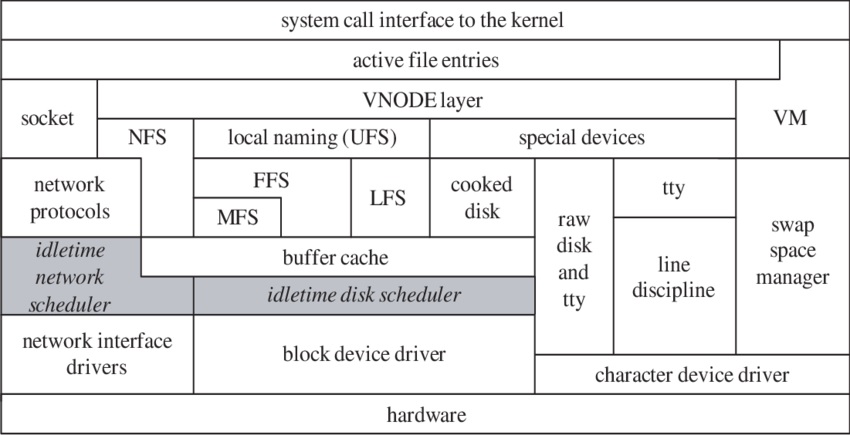 system call interface to the kernel
active file entries
socket
VNODE layer
VM
NFS
local naming (UFS)
special devices
network
protocols
FFS
MFS
LFS
cooked
disk
raw
disk
and
tty
tty
line
discipline
swap
space
manager
idletime
network
scheduler
buffer cache
idletime disk scheduler
network interface
drivers
block device driver
character device driver
hardware